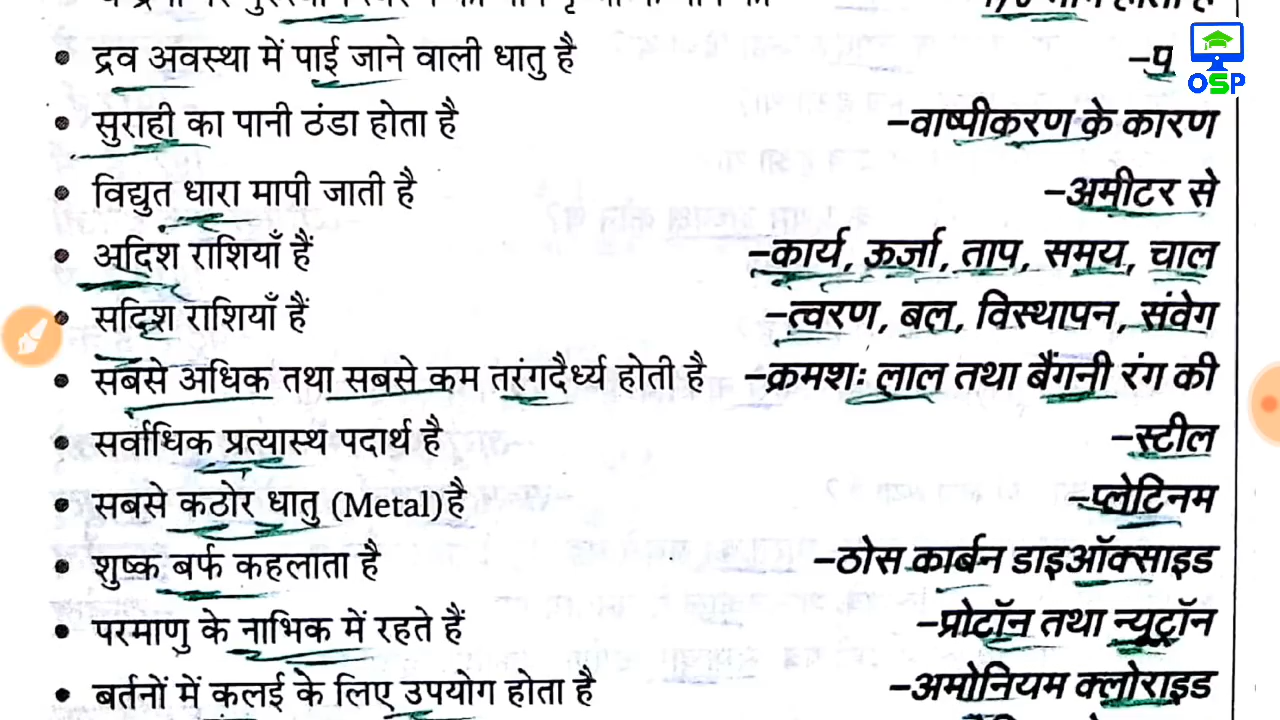 • द्रव अवस्था में पाई जाने वाली धातु है
OSP
• सुराही का पानी ठंडा होता है –वाष्पीकरण के कारण
• विद्युत धारा मापी जाती है –अमीटर से
• अदिश राशियाँ हैं –कार्य, ऊर्जा, ताप, समय, चाल
• सदिश राशियाँ हैं –त्वरण, बल, विस्थापन, संवेग
• सबसे अधिक तथा सबसे कम तरंगदैर्ध्य होती है –क्रमशः लाल तथा बैंगनी रंग की
• सर्वाधिक प्रत्यास्थ पदार्थ है –स्टील
• सबसे कठोर धातु (Metal) है –प्लेटिनम
• शुष्क बर्फ कहलाता है –ठोस कार्बन डाइऑक्साइड
• परमाणु के नाभिक में रहते हैं –प्रोटॉन तथा न्यूट्रॉन
• बर्तनों में कलई के लिए उपयोग होता है –अमोनियम क्लोराइड